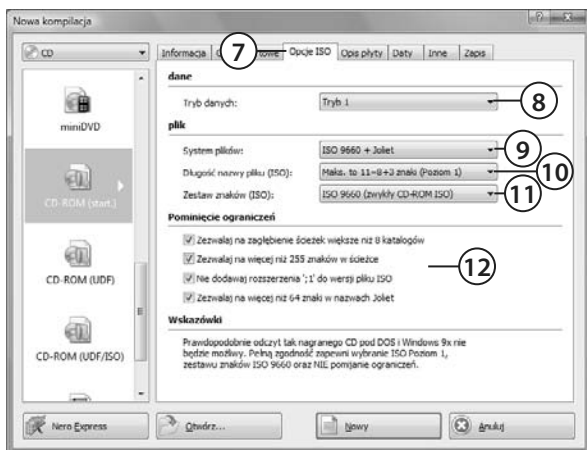 Nowa kompilacja
CD
miniDVD
CD-ROM (start.)
CD-ROM (UDF)
CD-ROM (UDF/ISO)
Informacja
7
towe
Opcje ISO
Opis płyty
Daty
Inne
Zapis
dane
Tryb danych:
Tryb 1
8
plik
System plików:
ISO 9660 + Joliet
9
Długość nazwy pliku (ISO):
Maks. to 11=8+3 znaki (Poziom 1)
10
Zestaw znaków (ISO):
ISO 9660 (zwykły CD-ROM ISO)
11
Pominięcie ograniczeń
Zezwalaj na zagłębienie ścieżek większe niż 8 katalogów
Zezwalaj na więcej niż 255 znaków w ścieżce
12
Nie dodawaj rozszerzenia ';1' do wersji pliku ISO
Zezwalaj na więcej niż 64 znaki w nazwach Joliet
Wskazówki
Prawdopodobnie odczyt tak nagranego CD pod DOS i Windows 9x nie
będzie możliwy. Pełną zgodność zapewni wybranie ISO Poziom 1,
zestawu znaków ISO 9660 oraz NIE pomijanie ograniczeń.
Nero Express
Otwórz...
Nowy
Anuluj